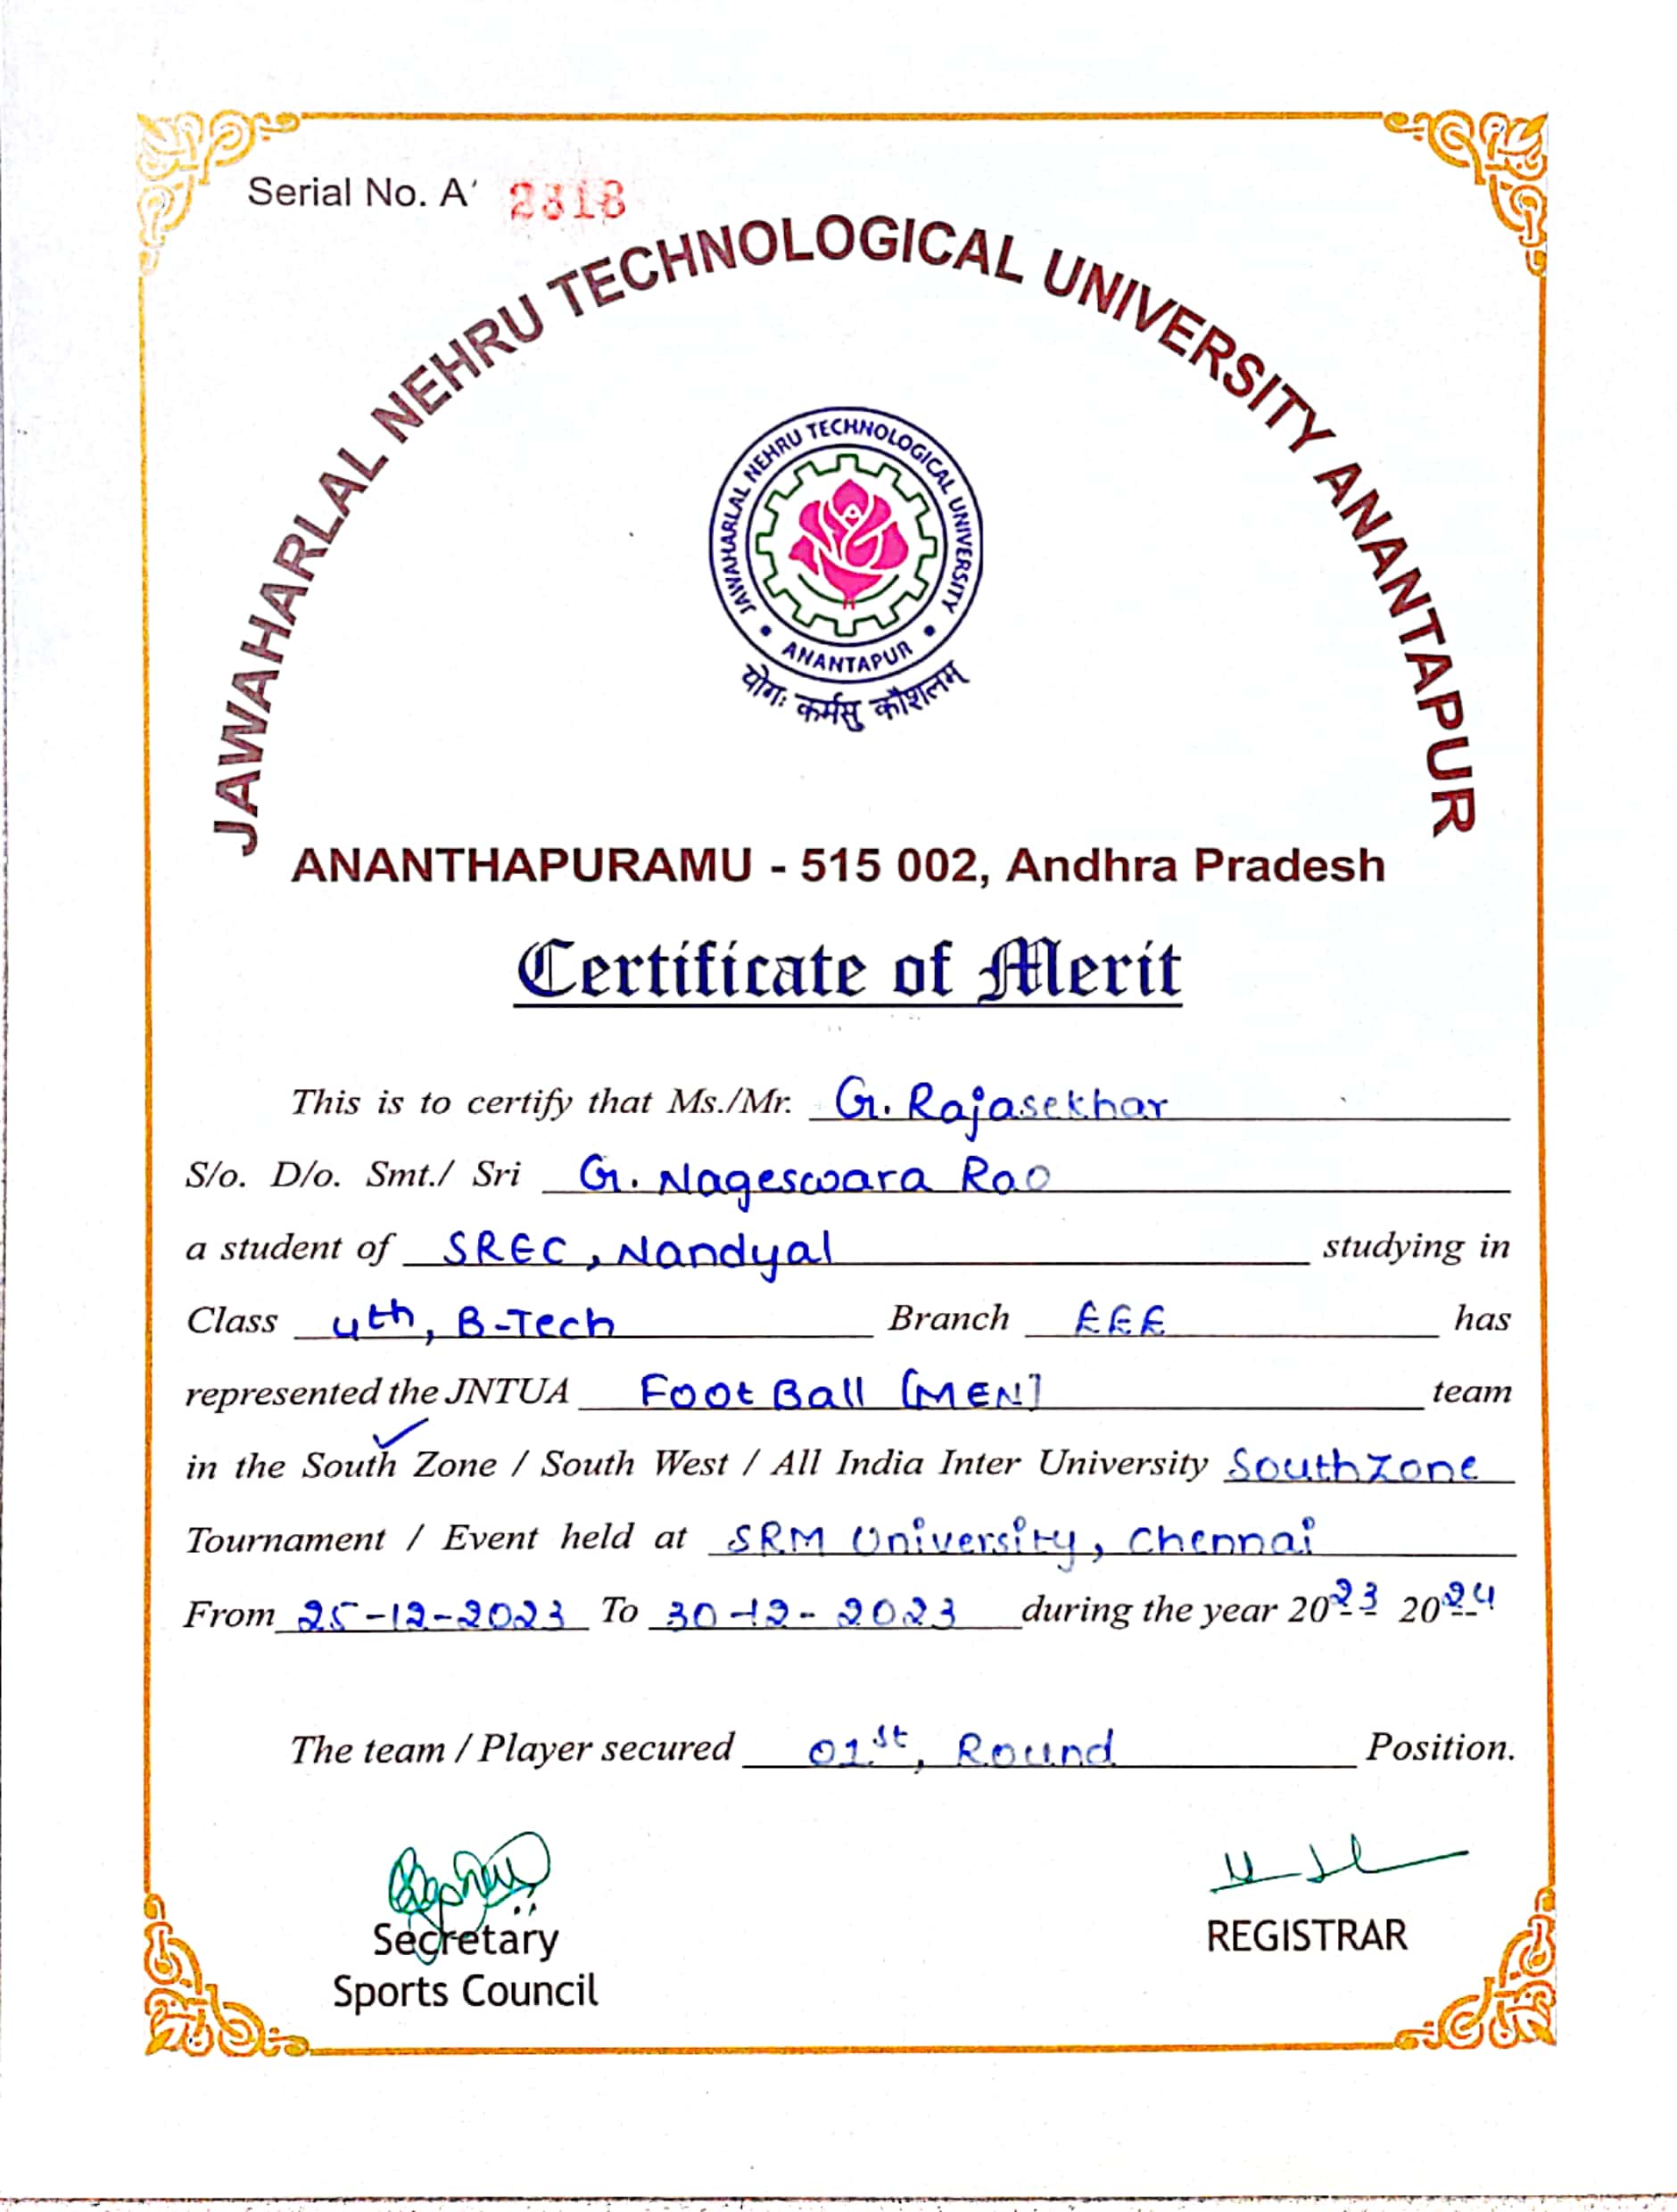 Serial No. A' 2818
JAWAHARLAL NEHRU TECHNOLOGICAL UNIVERSITY ANANTAPUR
JAWAHARLAL NEHRU TECHNOLOGICAL UNIVERSITY
• ANANTAPUR •
योगः कर्मसु कौशलम्
ANANTHAPURAMU - 515 002, Andhra Pradesh
Certificate of Merit
This is to certify that Ms./Mr. G. Rajasekhar
S/o. D/o. Smt./ Sri G. Nageswara Rao
a student of SREC, Nandyal studying in
Class 4th, B-Tech Branch EEE has
represented the JNTUA Foot Ball [MEN] team
in the South Zone / South West / All India Inter University South Zone
Tournament / Event held at SRM University, Chennai
From 25-12-2023 To 30-12-2023 during the year 2023 2024
The team / Player secured 01st, Round Position.
Secretary
Sports Council
REGISTRAR